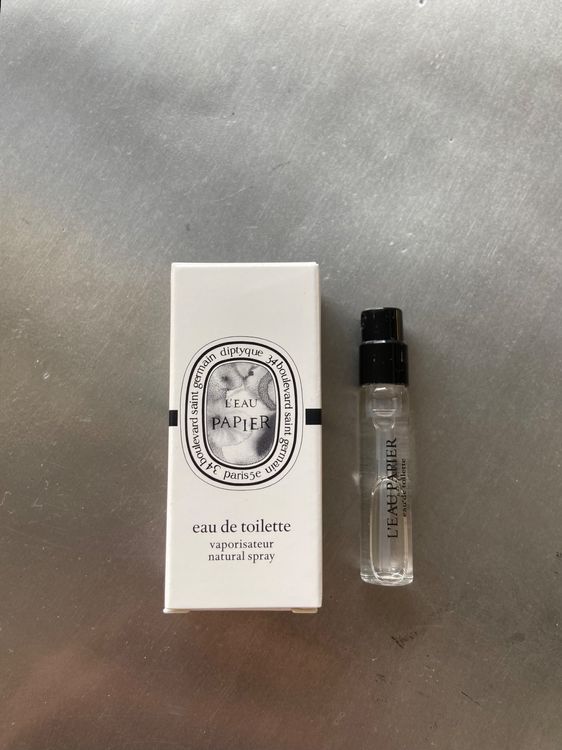 diptyque 34 boulevard saint germain paris 5e 34 boulevard saint germain
L'EAU
PAPIER
eau de toilette
vaporisateur
natural spray
L'EAU PAPIER
eau de toilette